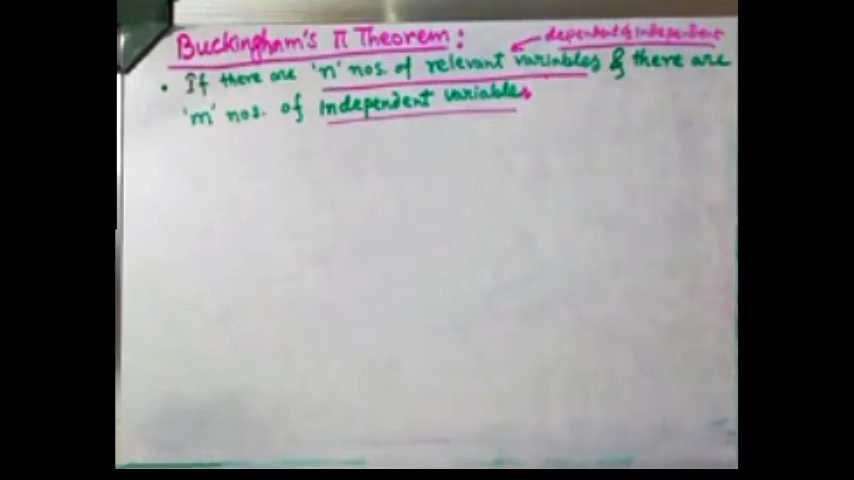 Buckingham's π Theorem:
dependent & Independent
• If there are 'n' nos. of relevant variables & there are
'm' nos. of Independent variables